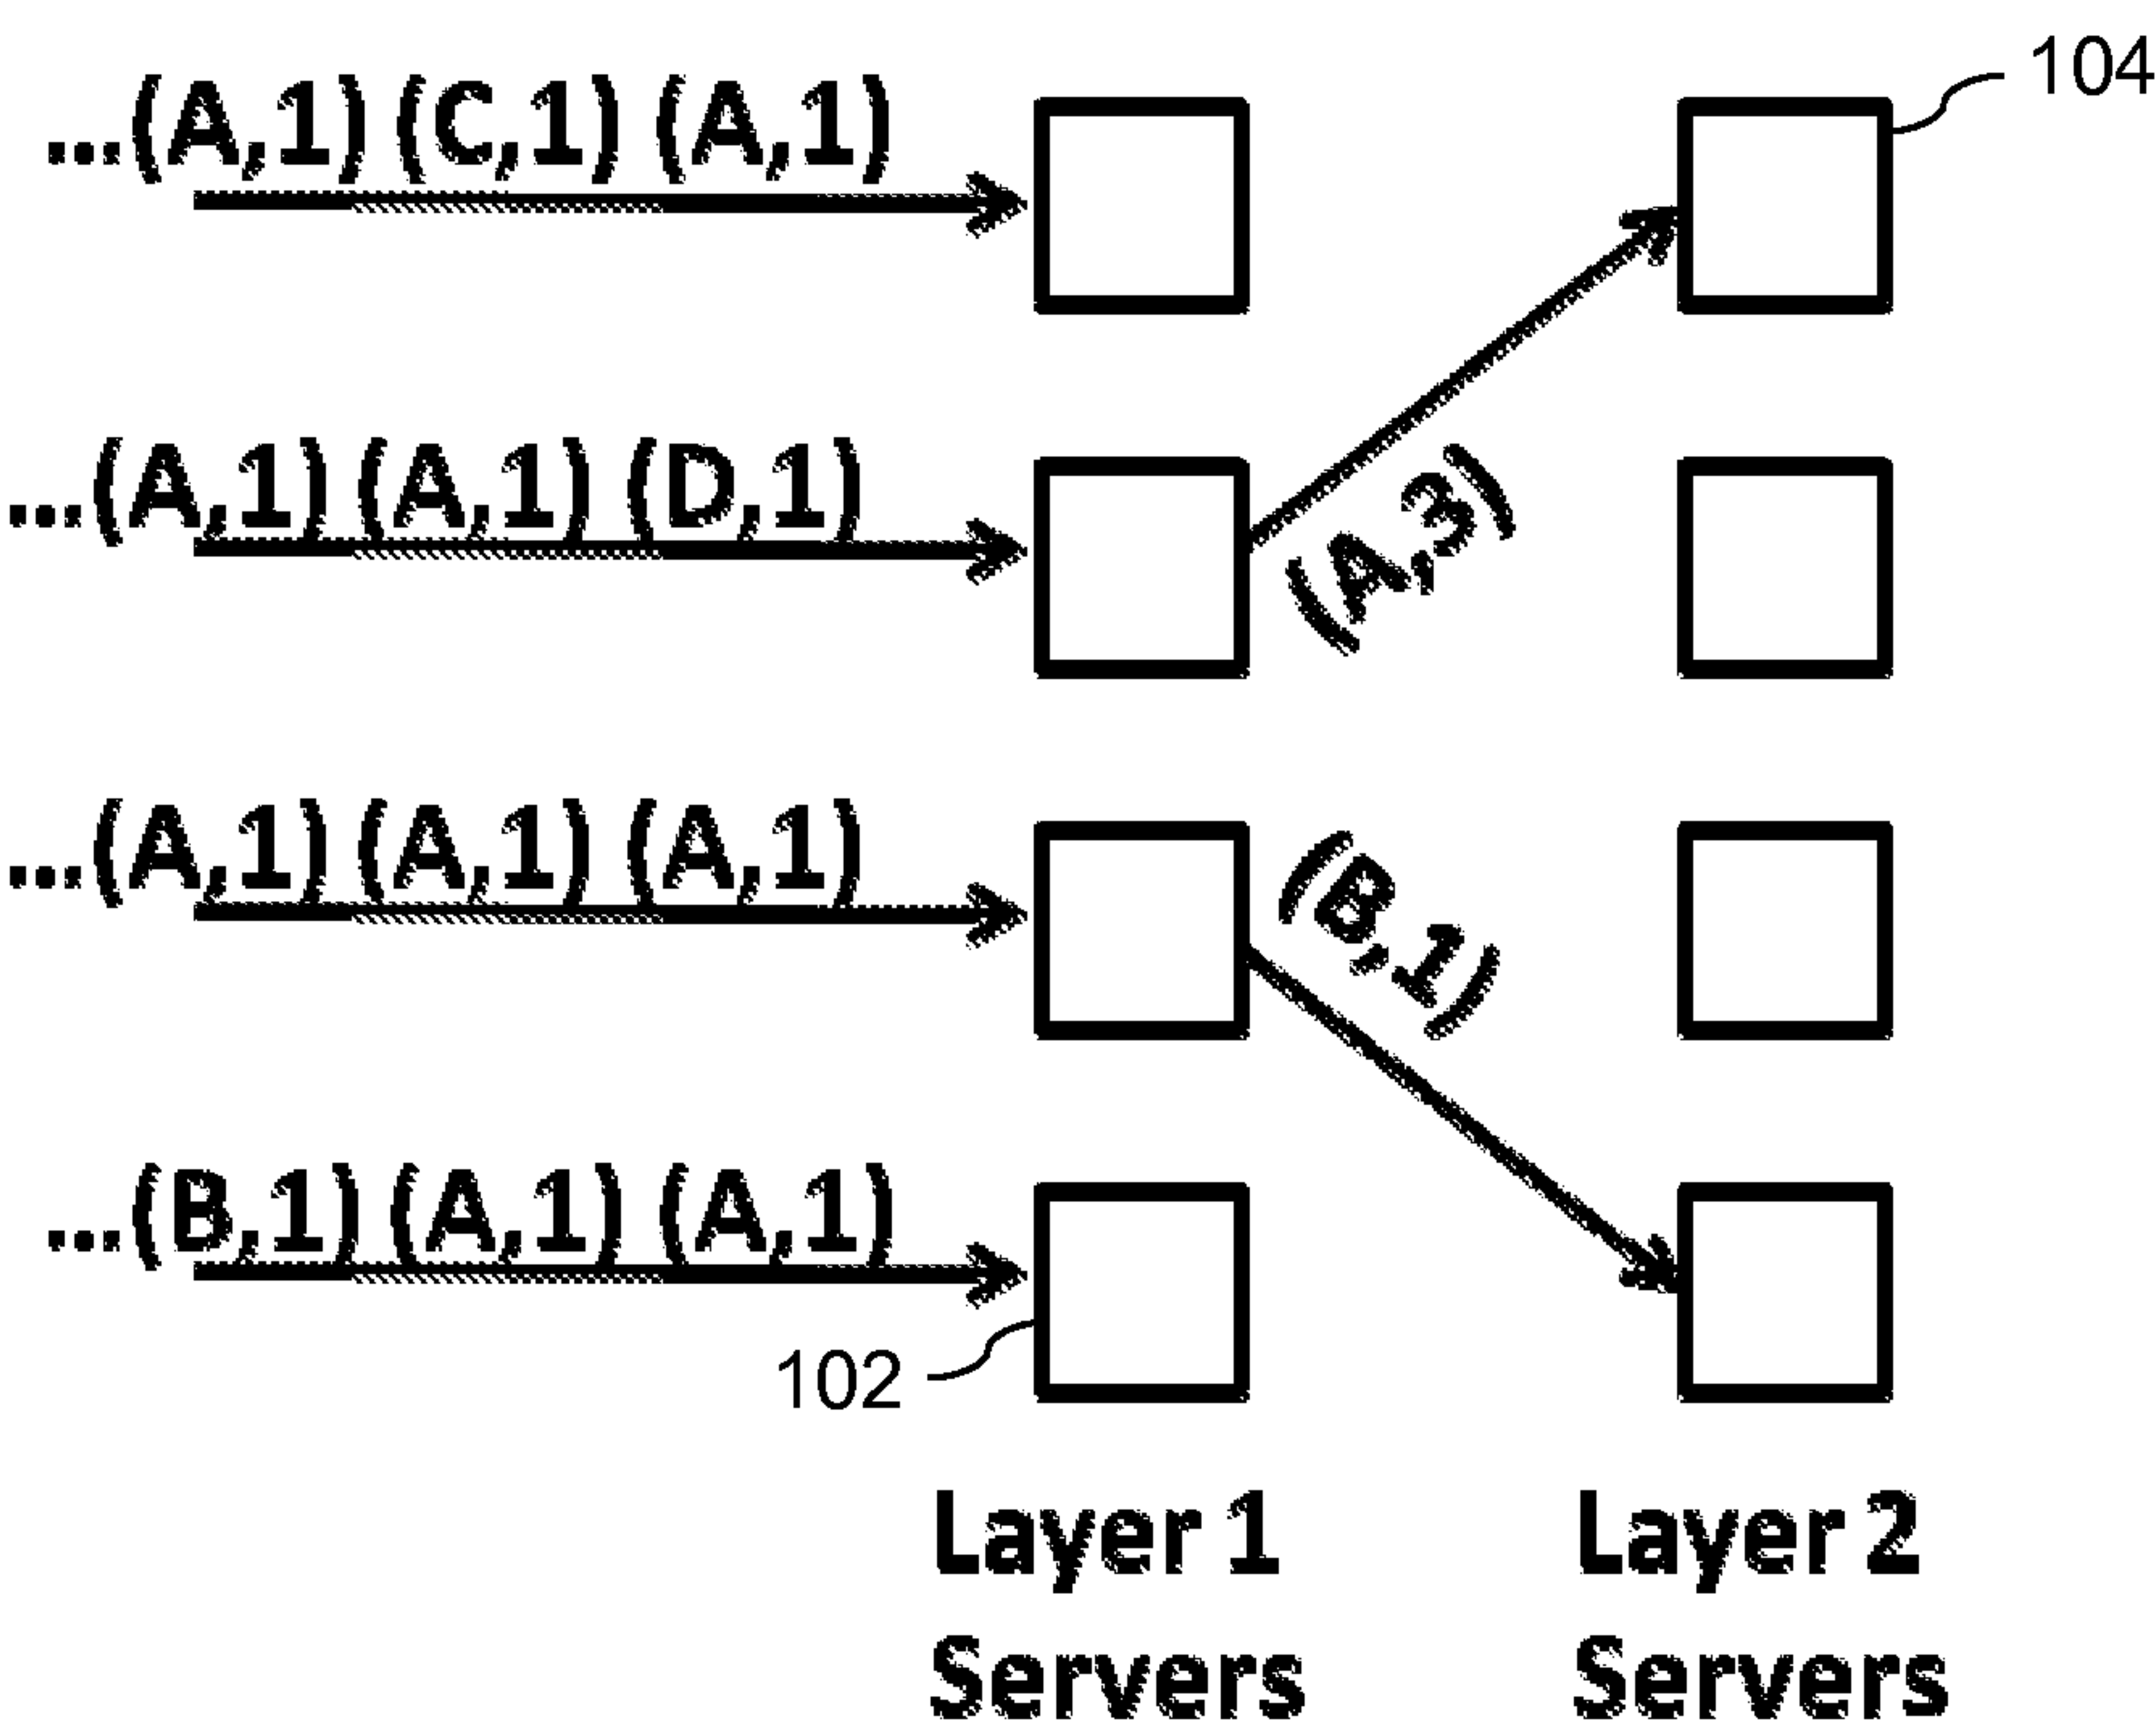 104
...(A,1) (C,1) (A,1)
...(A,1) (A,1) (D,1)
(A,3)
...(A,1) (A,1) (A,1)
(B,1)
...(B,1) (A,1) (A,1)
102
Layer 1 Servers
Layer 2 Servers